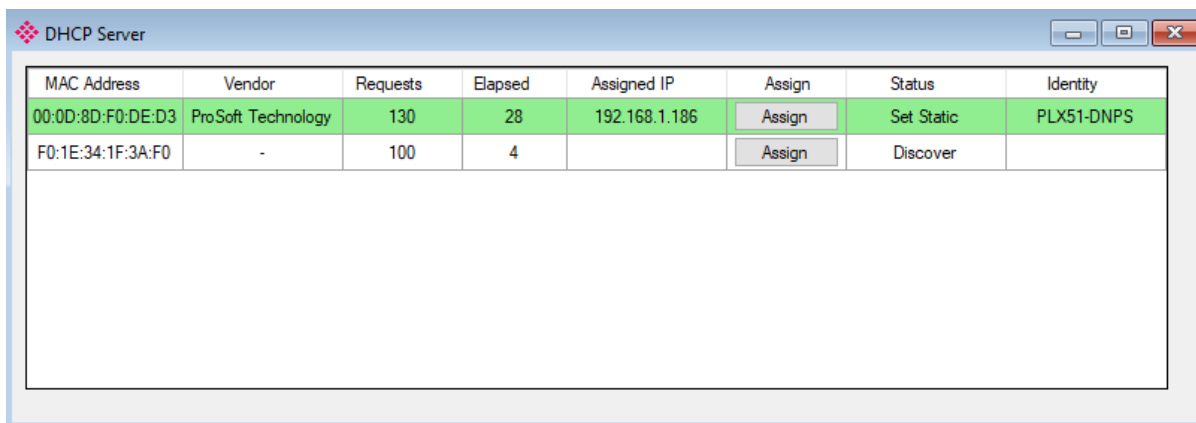 DHCP Server
MAC Address Vendor Requests Elapsed Assigned IP Assign Status Identity
00:0D:8D:F0:DE:D3 ProSoft Technology 130 28 192.168.1.186 Assign Set Static PLX51-DNPS
F0:1E:34:1F:3A:F0 - 100 4 Assign Discover